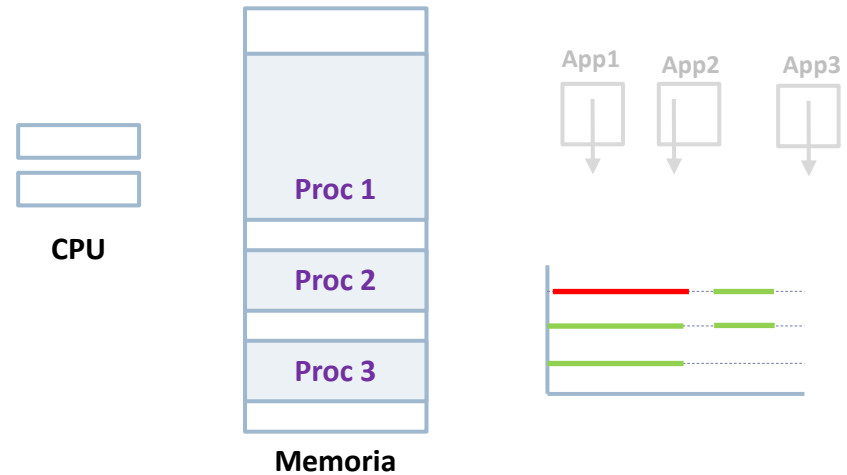 App1
App2
App3
Proc 1
CPU
Proc 2
Proc 3
Memoria